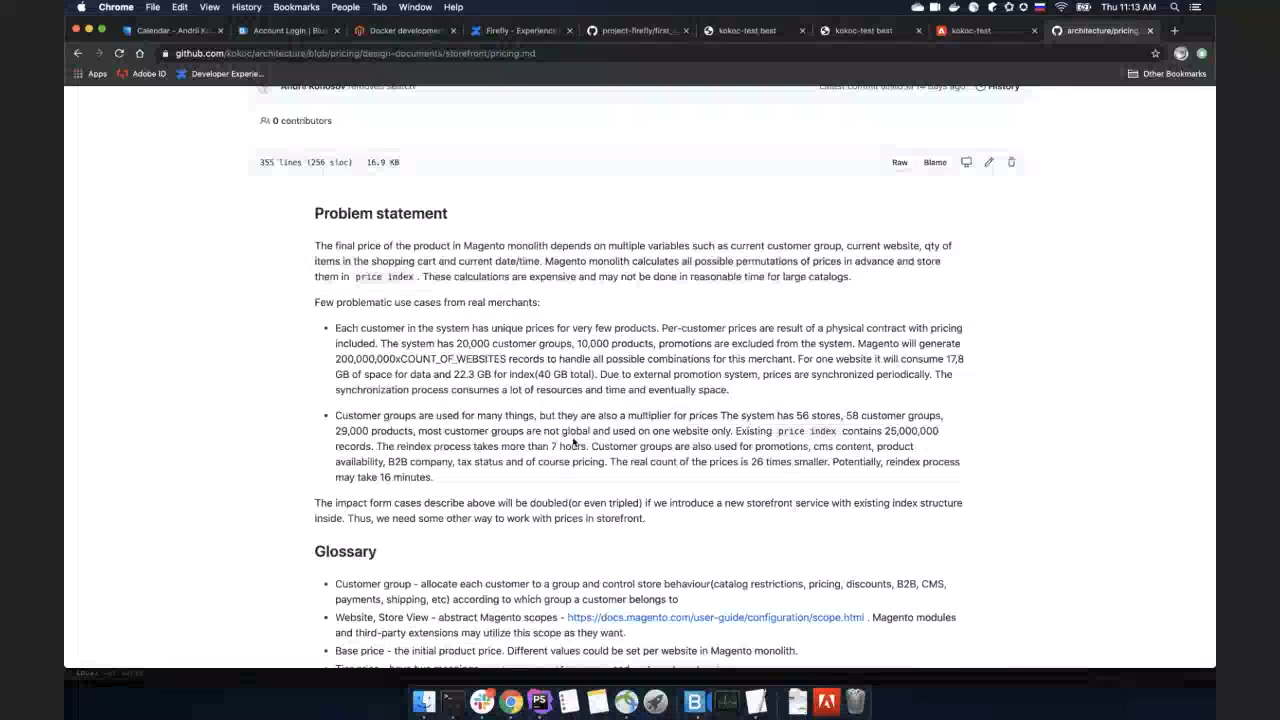 Chrome File Edit View History Bookmarks People Tab Window Help Thu 11:13 AM
Calendar - Andrii K Account Login | Bl Docker developmen Firefly - Experienc project-firefly/first_ kokoc-test best kokoc-test best kokoc-test architecture/pricing.
github.com/kokoc/architecture/blob/pricing/design-documents/storefront/pricing.md
Apps Adobe ID Developer Experie... Other Bookmarks
History
0 contributors
355 lines (256 sloc) 16.9 KB Raw Blame
Problem statement
The final price of the product in Magento monolith depends on multiple variables such as current customer group, current website, qty of
items in the shopping cart and current date/time. Magento monolith calculates all possible permutations of prices in advance and store
them in price index . These calculations are expensive and may not be done in reasonable time for large catalogs.
Few problematic use cases from real merchants:
• Each customer in the system has unique prices for very few products. Per-customer prices are result of a physical contract with pricing
included. The system has 20,000 customer groups, 10,000 products, promotions are excluded from the system. Magento will generate
200,000,000xCOUNT_OF_WEBSITES records to handle all possible combinations for this merchant. For one website it will consume 17,8
GB of space for data and 22.3 GB for index(40 GB total). Due to external promotion system, prices are synchronized periodically. The
synchronization process consumes a lot of resources and time and eventually space.
• Customer groups are used for many things, but they are also a multiplier for prices The system has 56 stores, 58 customer groups,
29,000 products, most customer groups are not global and used on one website only. Existing price index contains 25,000,000
records. The reindex process takes more than 7 hours. Customer groups are also used for promotions, cms content, product
availability, B2B company, tax status and of course pricing. The real count of the prices is 26 times smaller. Potentially, reindex process
may take 16 minutes.
The impact form cases describe above will be doubled(or even tripled) if we introduce a new storefront service with existing index structure
inside. Thus, we need some other way to work with prices in storefront.
Glossary
• Customer group - allocate each customer to a group and control store behaviour(catalog restrictions, pricing, discounts, B2B, CMS,
payments, shipping, etc) according to which group a customer belongs to
• Website, Store View - abstract Magento scopes - https://docs.magento.com/user-guide/configuration/scope.html . Magento modules
and third-party extensions may utilize this scope as they want.
• Base price - the initial product price. Different values could be set per website in Magento monolith.